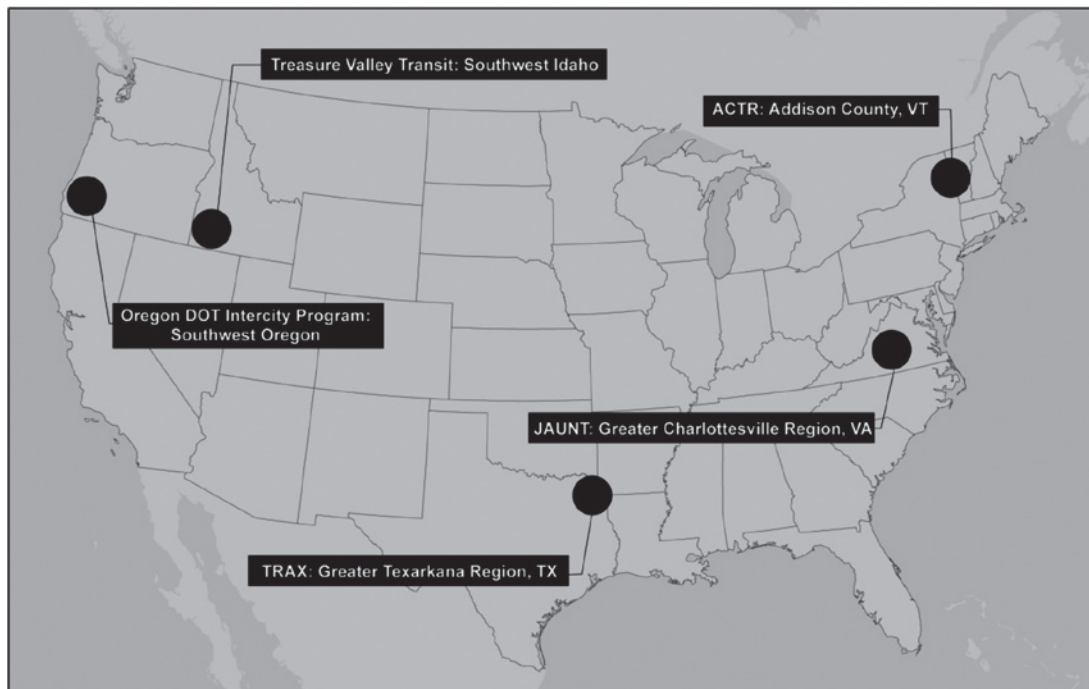 Treasure Valley Transit: Southwest Idaho
ACTR: Addison County, VT
Oregon DOT Intercity Program:
Southwest Oregon
JAUNT: Greater Charlottesville Region, VA
TRAX: Greater Texarkana Region, TX